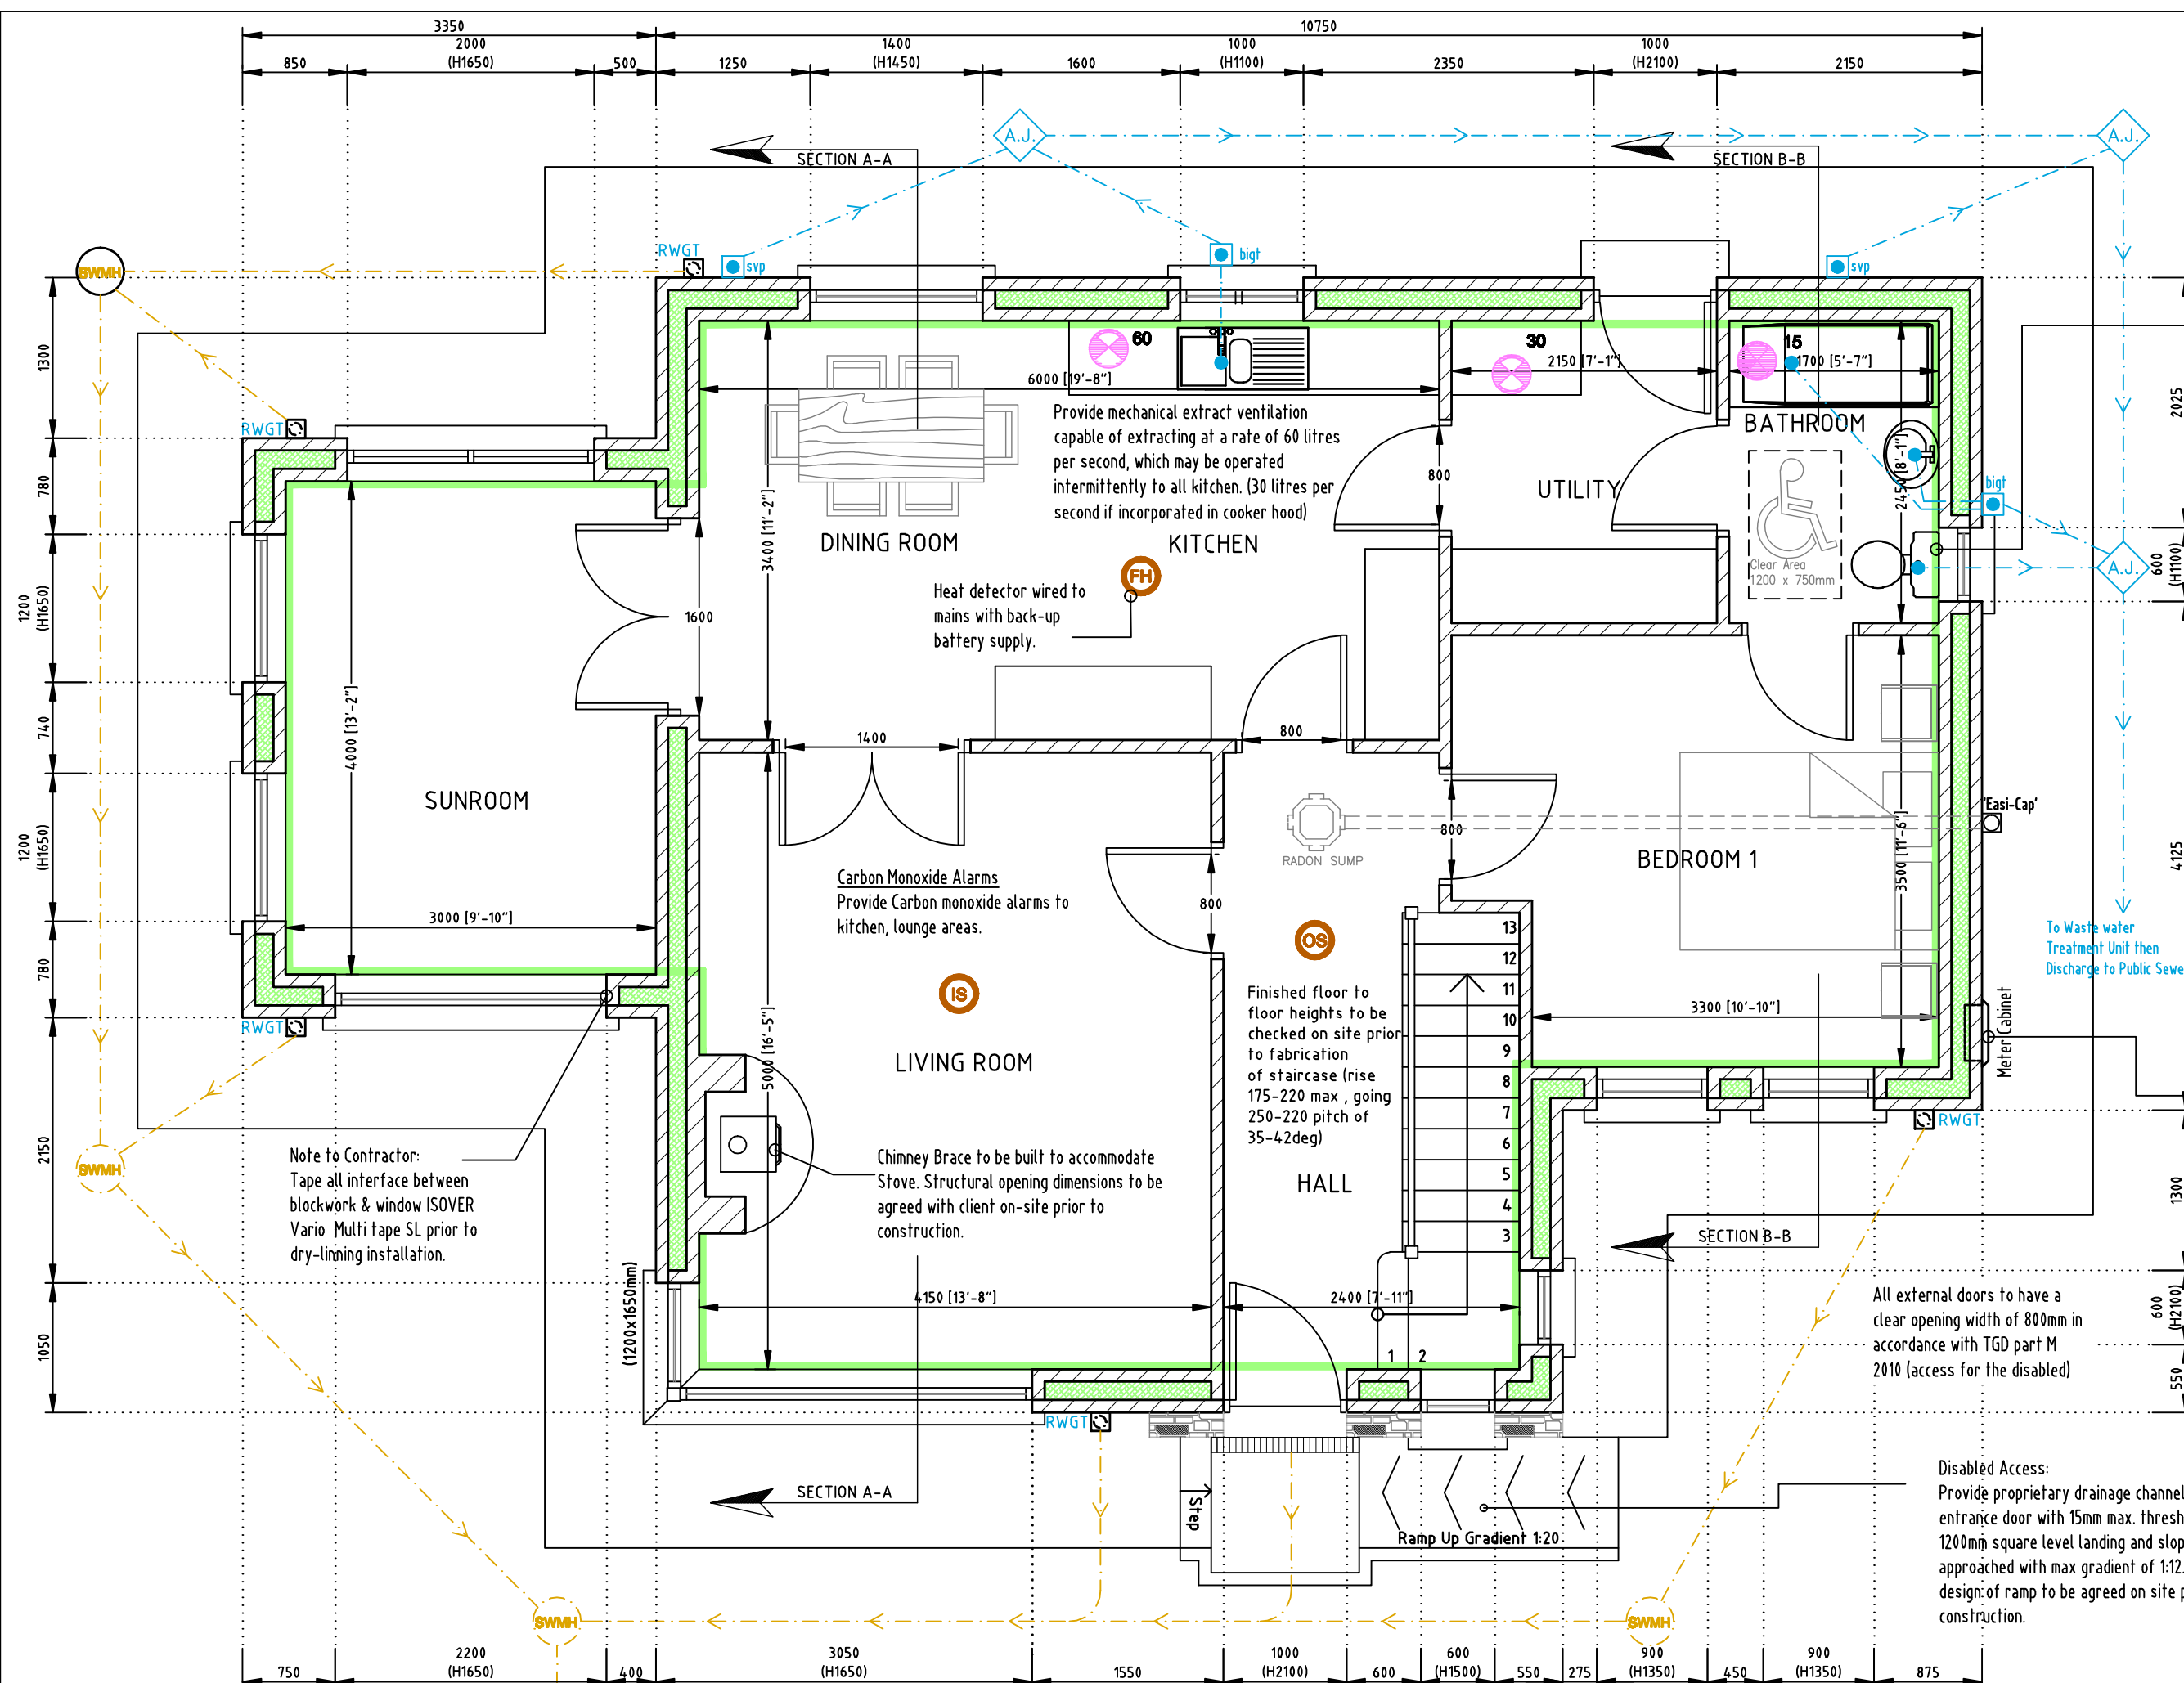 3350
10750
850
2000
(H1650)
500
1250
1400
(H1450)
1600
1000
(H1100)
2350
1000
(H2100)
2150
A.J.
A.J.
SECTION A-A
SECTION B-B
SWMH
RWGT
svp
bigt
svp
60
30
15
2150 [7'-1"]
1700 [5'-7"]
6000 [19'-8"]
Provide mechanical extract ventilation
capable of extracting at a rate of 60 litres
per second, which may be operated
intermittently to all kitchen. (30 litres per
second if incorporated in cooker hood)
BATHROOM
2450 [8'-1"]
RWGT
3400 [11'-2"]
DINING ROOM
KITCHEN
UTILITY
800
bigt
A.J.
Clear Area
1200 x 750mm
FH
Heat detector wired to
mains with back-up
battery supply.
1600
1300
780
1200
(H1650)
740
1200
(H1650)
780
2150
1050
2025
600
(H1100)
4125
1300
600
(H2100)
550
4000 [13'-2"]
SUNROOM
3000 [9'-10"]
1400
800
800
RADON SUMP
'Easi-Cap'
BEDROOM 1
3500 [11'-6"]
3300 [10'-10"]
Carbon Monoxide Alarms
Provide Carbon monoxide alarms to
kitchen, lounge areas.
800
OS
IS
13
12
11
10
9
8
7
6
5
4
3
1 2
Finished floor to
floor heights to be
checked on site prior
to fabrication
of staircase (rise
175-220 max , going
250-220 pitch of
35-42deg)
To Waste water
Treatment Unit then
Discharge to Public Sewe
Meter Cabinet
RWGT
RWGT
5000 [16'-5"]
LIVING ROOM
HALL
SWMH
Note to Contractor:
Tape all interface between
blockwork & window ISOVER
Vario Multi tape SL prior to
dry-lining installation.
Chimney Brace to be built to accommodate
Stove. Structural opening dimensions to be
agreed with client on-site prior to
construction.
SECTION B-B
(1200x1650mm)
4150 [13'-8"]
2400 [7'-11"]
All external doors to have a
clear opening width of 800mm in
accordance with TGD part M
2010 (access for the disabled)
RWGT
SECTION A-A
Step
Ramp Up Gradient 1:20
Disabled Access:
Provide proprietary drainage channel
entrance door with 15mm max. thresh
1200mm square level landing and slop
approached with max gradient of 1:12.
design of ramp to be agreed on site p
construction.
SWMH
SWMH
750
2200
(H1650)
400
3050
(H1650)
1550
1000
(H2100)
600
600
(H1500)
550
275
900
(H1350)
450
900
(H1350)
875